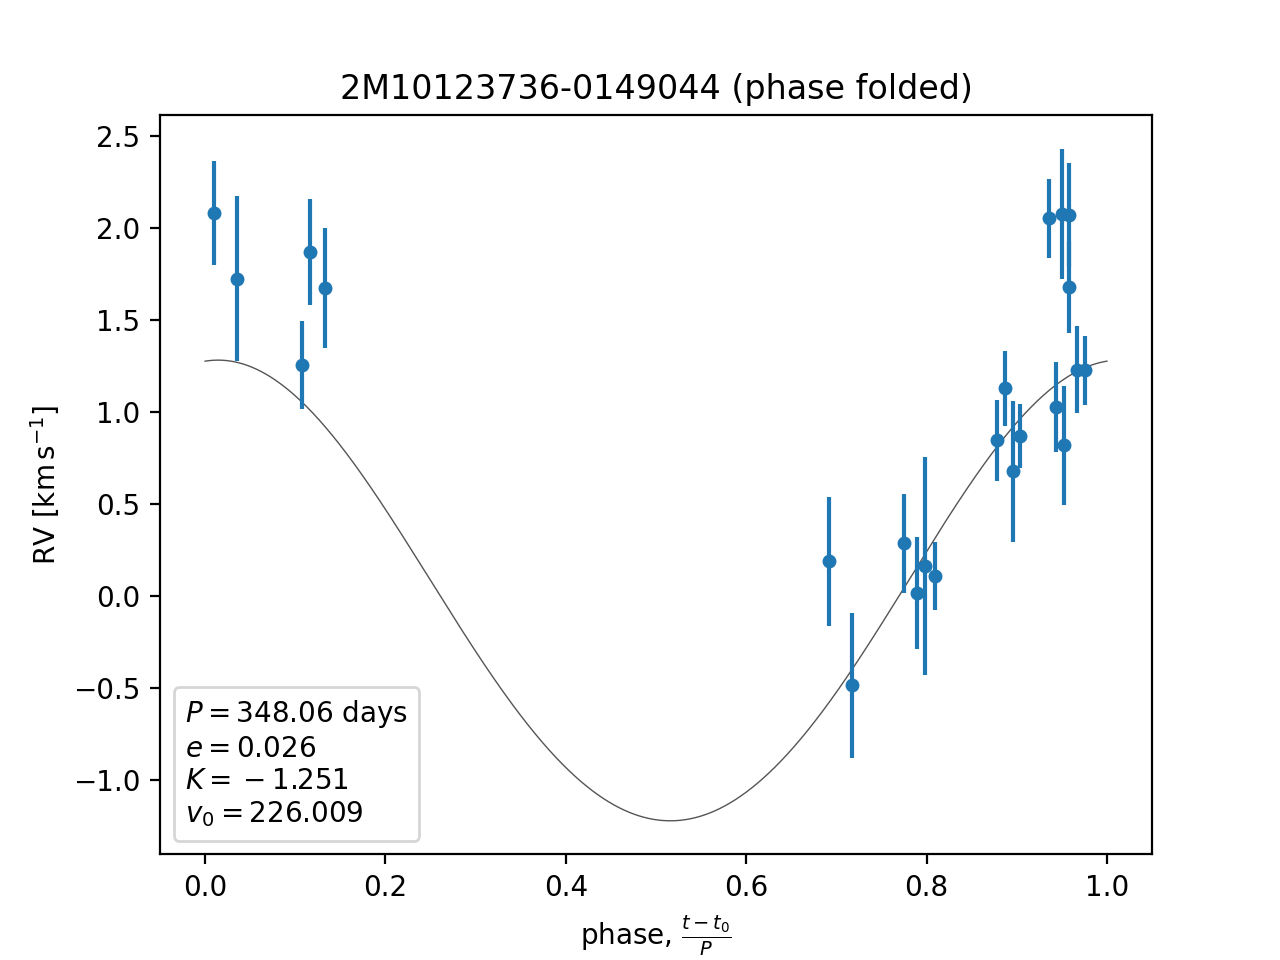 2M10123736-0149044 (phase folded)
RV [km s⁻¹]
2.5
2.0
1.5
1.0
0.5
0.0
−0.5
−1.0
P = 348.06 days
e = 0.026
K = −1.251
v₀ = 226.009
0.0 0.2 0.4 0.6 0.8 1.0
phase, (t − t₀)/P